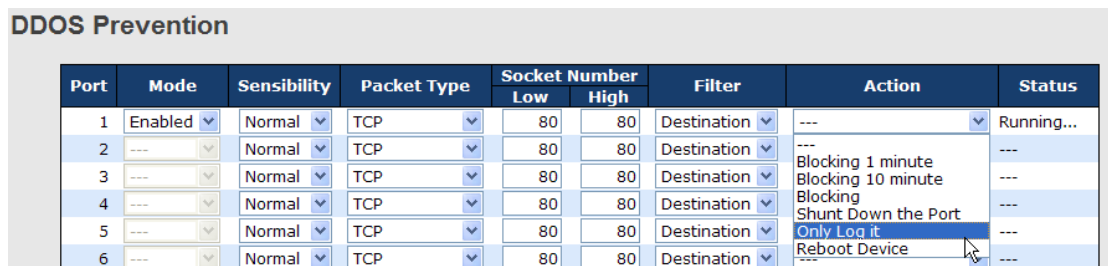 DDOS Prevention
Port Mode Sensibility Packet Type Socket Number Filter Action Status
Low High
1 Enabled Normal TCP 80 80 Destination --- Running...
2 --- Normal TCP 80 80 Destination --- ---
3 --- Normal TCP 80 80 Destination Blocking 1 minute ---
Blocking 10 minute
4 --- Normal TCP 80 80 Destination Blocking ---
Shunt Down the Port
5 --- Normal TCP 80 80 Destination Only Log it ---
Reboot Device
6 --- Normal TCP 80 80 Destination --- ---